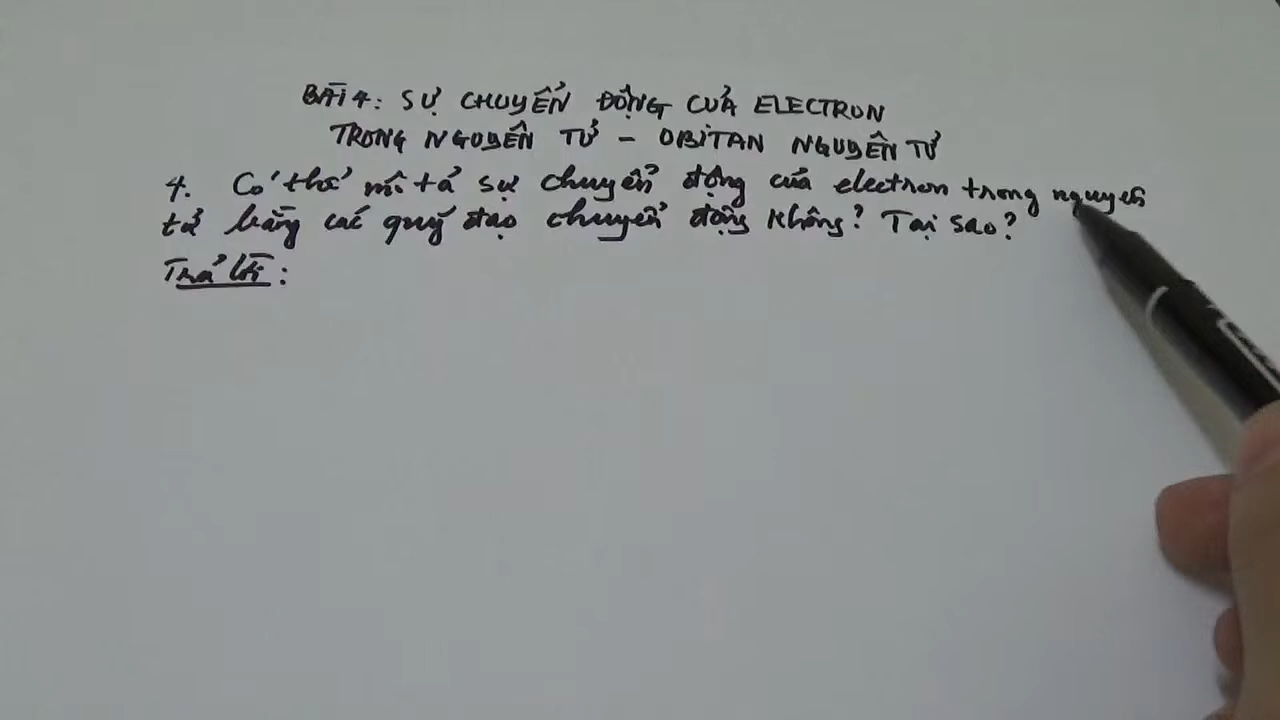 BÀI 4: SỰ CHUYỂN ĐỘNG CỦA ELECTRON
TRONG NGUYÊN TỬ - OBITAN NGUYÊN TỬ
4. Có thể mô tả sự chuyển động của electron trong nguyên
tử bằng các quỹ đạo chuyển động không? Tại sao?
Trả lời: